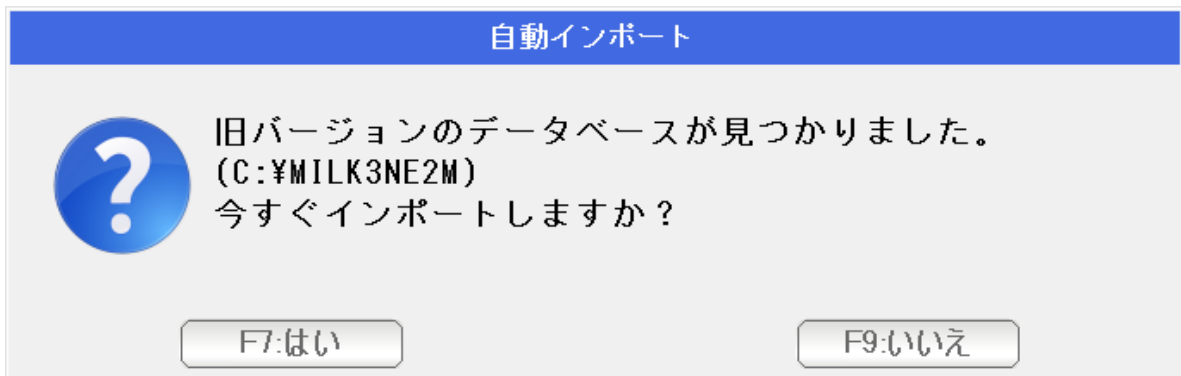 自動インポート
旧バージョンのデータベースが見つかりました。
(C:¥MILK3NE2M)
今すぐインポートしますか？
F7:はい
F9:いいえ